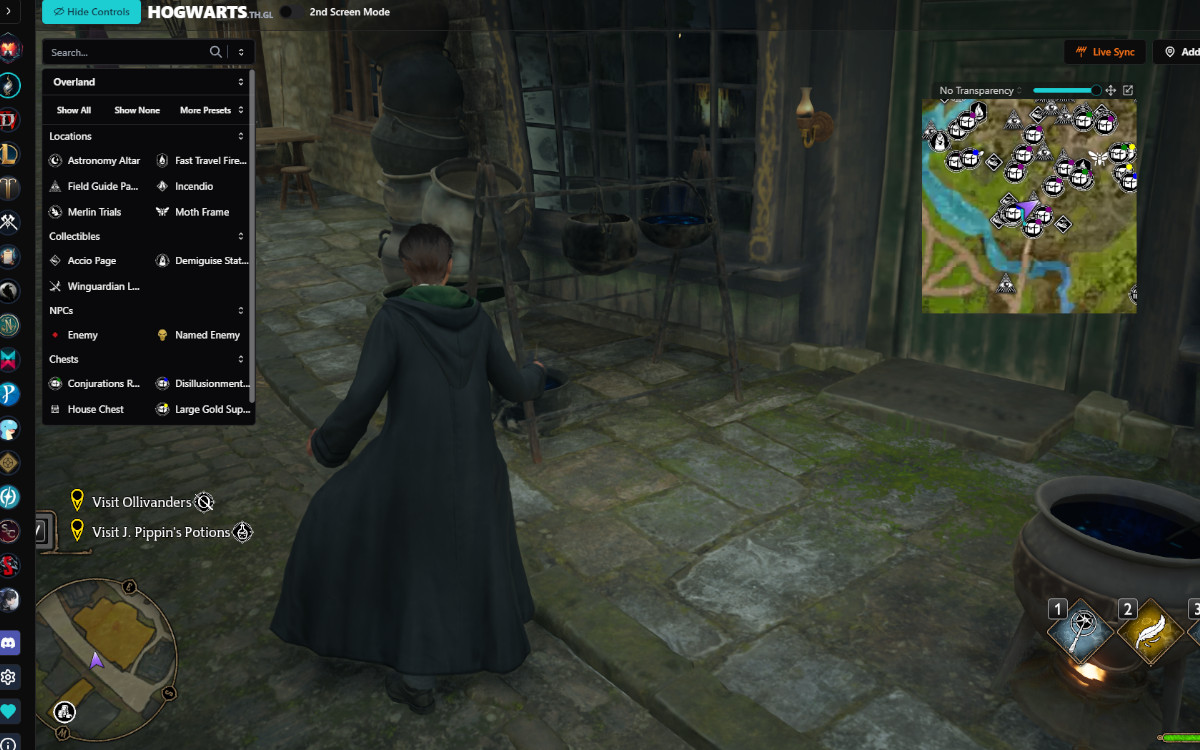 Hide Controls
HOGWARTS.TH.GL
2nd Screen Mode
Search...
Live Sync
Add
Overland
No Transparency
Show All
Show None
More Presets
Locations
Astronomy Altar
Fast Travel Fire...
Field Guide Pa...
Incendio
Merlin Trials
Moth Frame
Collectibles
Accio Page
Demiguise Stat...
Winguardian L...
NPCs
Enemy
Named Enemy
Chests
Conjurations R...
Disillusionment...
House Chest
Large Gold Sup...
Visit Ollivanders
Visit J. Pippin's Potions
1
2
3